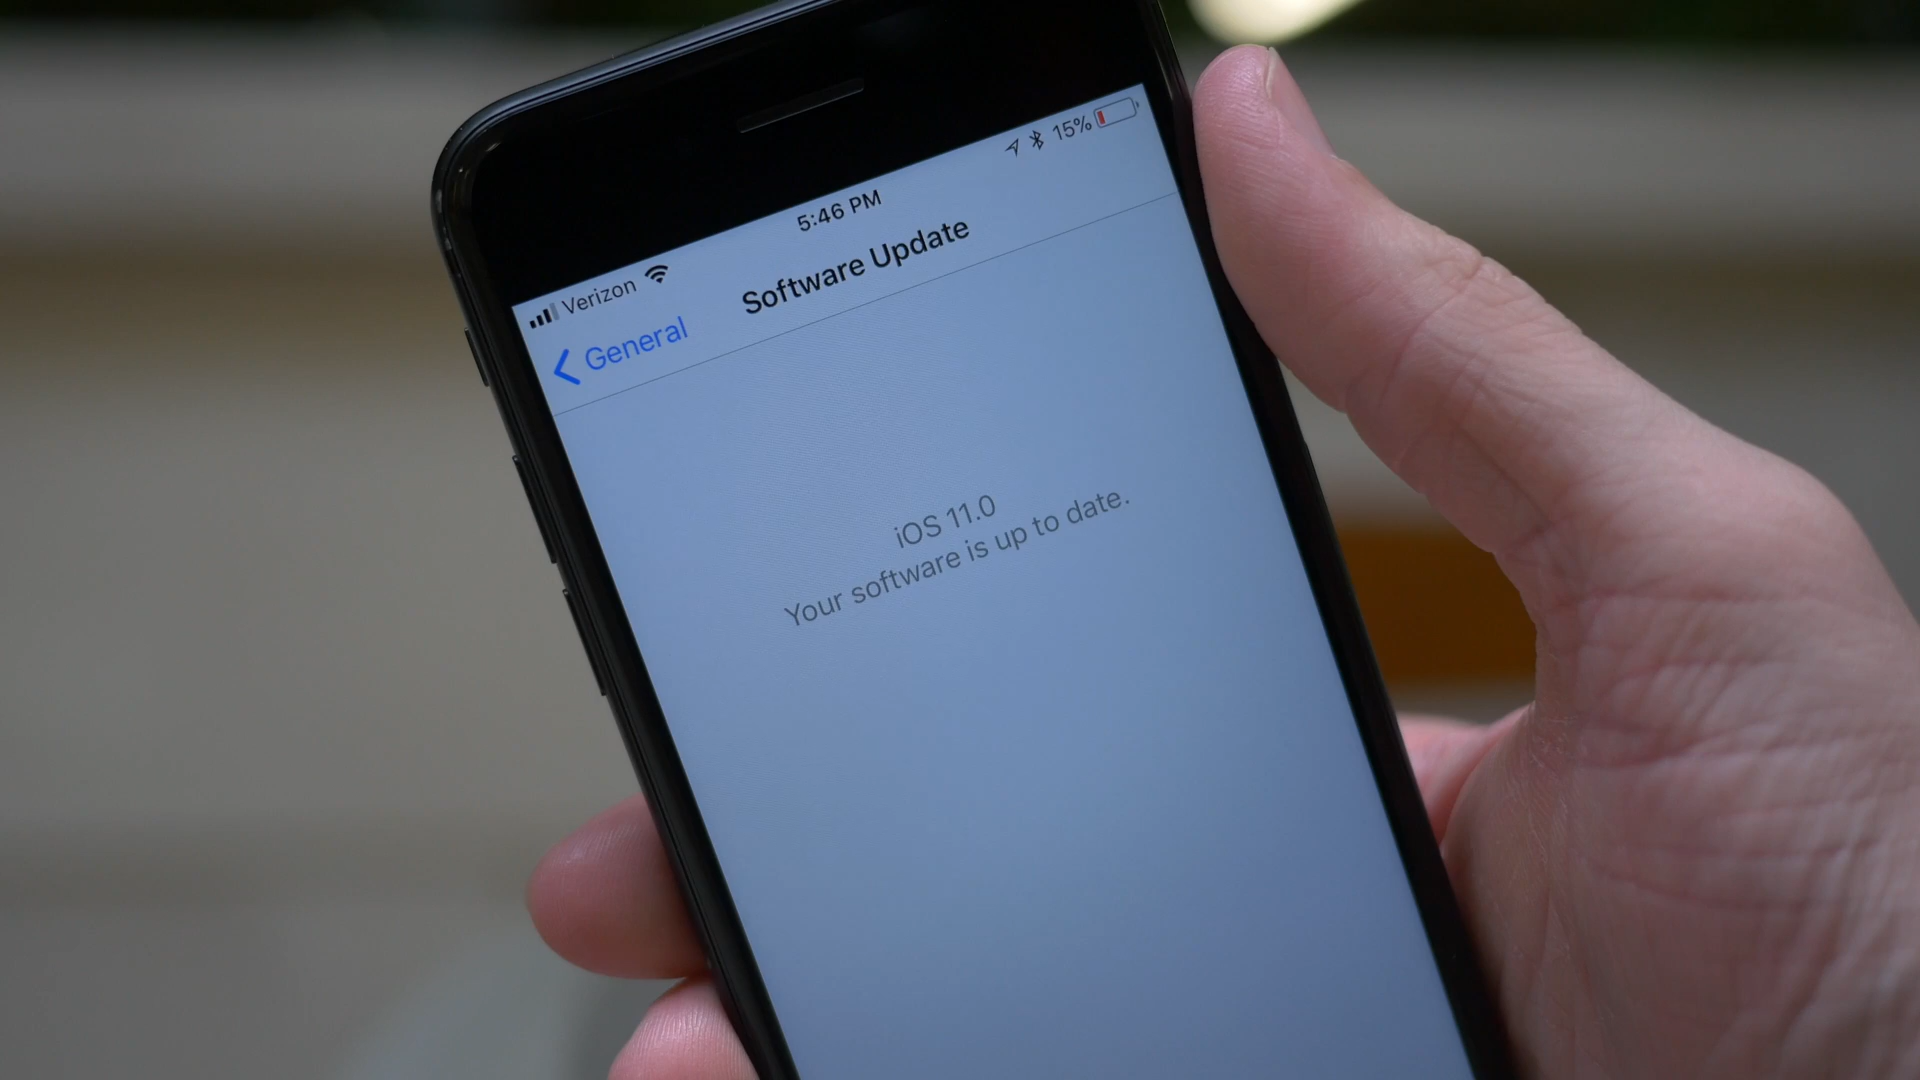 Verizon 5:46 PM 15%
General Software Update
iOS 11.0
Your software is up to date.